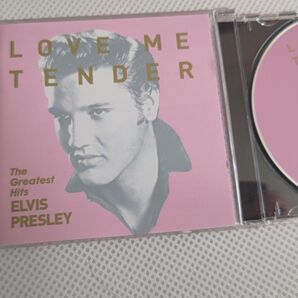 LOVE ME
TENDER
The
Greatest
Hits
ELVIS
PRESLEY
L
T